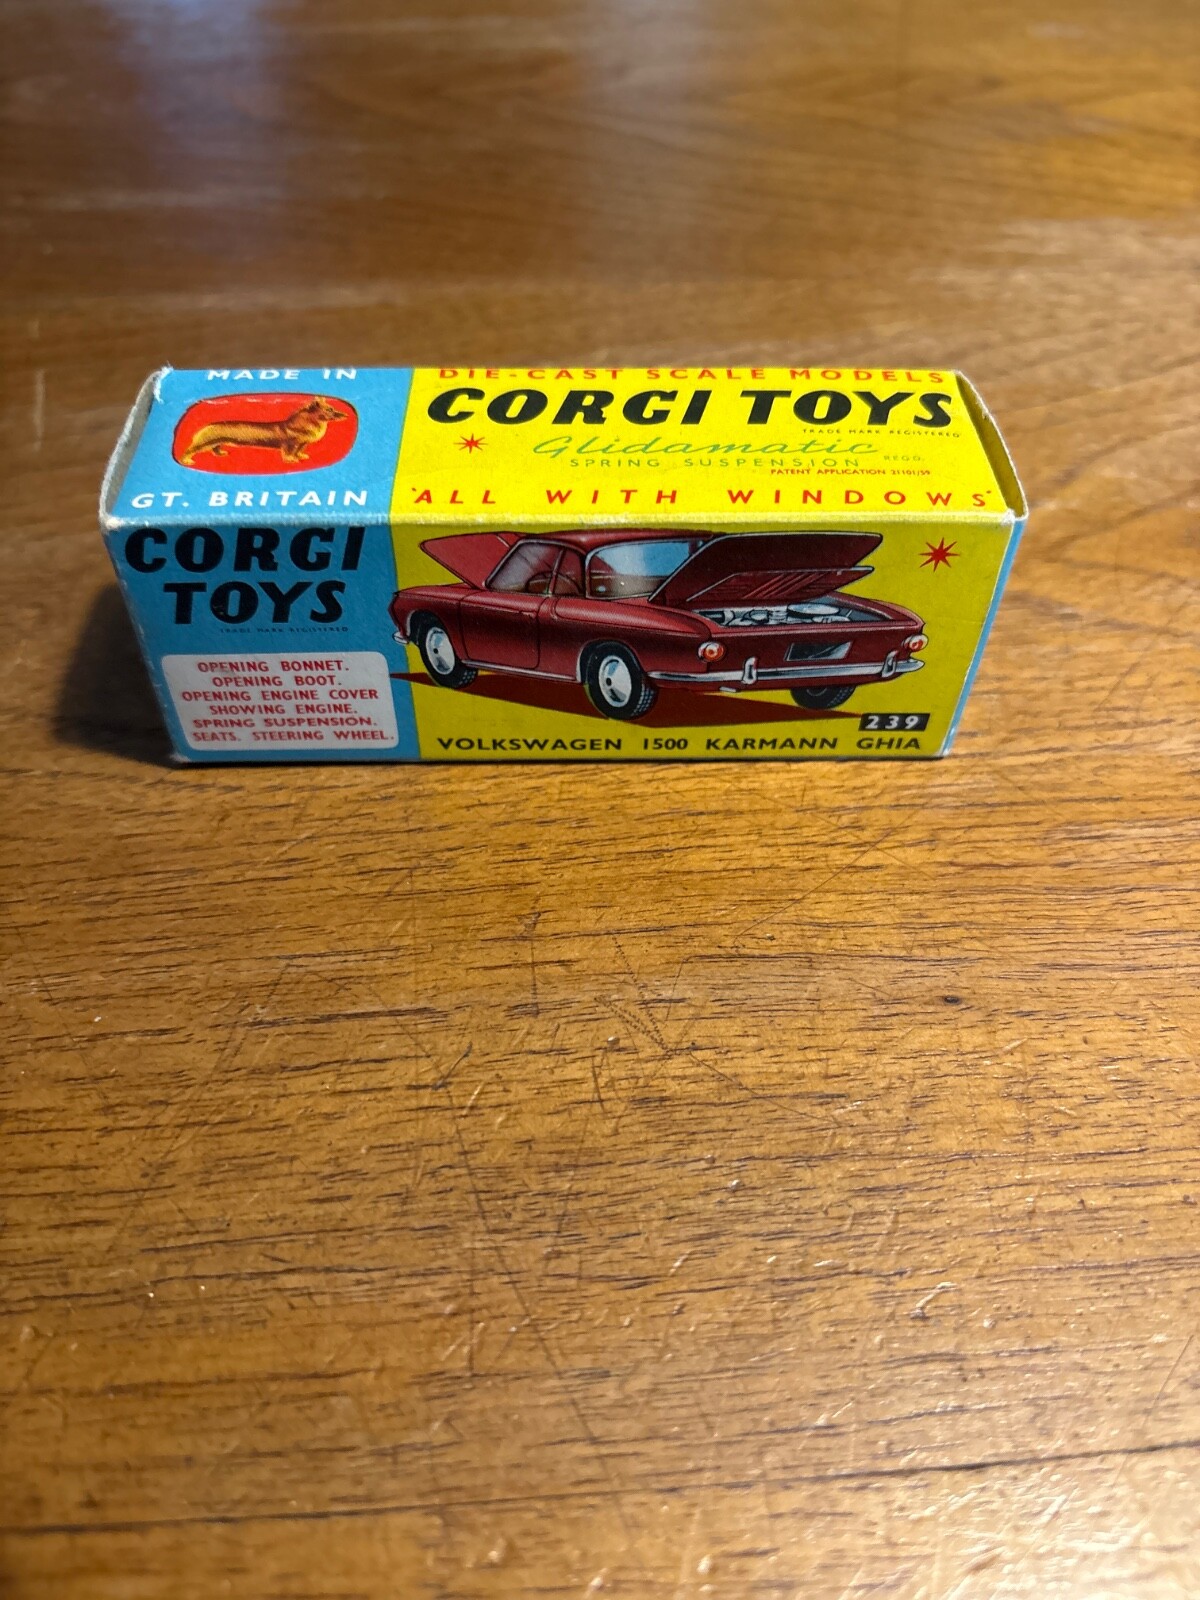 MADE IN
GT. BRITAIN
DIE-CAST SCALE MODELS
CORGI TOYS
TRADE MARK REGISTERED
Glidamatic
REGD.
SPRING SUSPENSION
PATENT APPLICATION 21101/59
'ALL WITH WINDOWS'
CORGI
TOYS
TRADE MARK REGISTERED
OPENING BONNET.
OPENING BOOT.
OPENING ENGINE COVER
SHOWING ENGINE.
SPRING SUSPENSION.
SEATS. STEERING WHEEL.
239
VOLKSWAGEN 1500 KARMANN GHIA